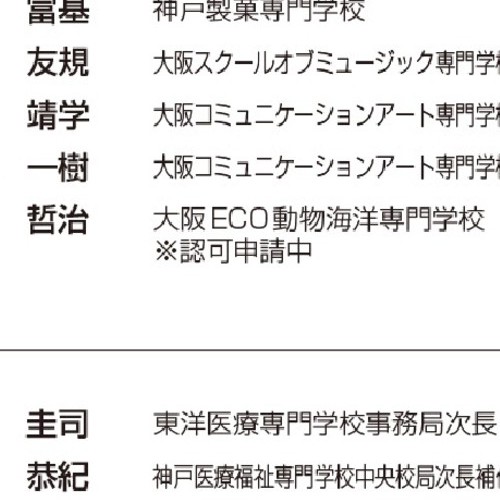 富基 神戸製菓専門学校
友規 大阪スクールオブミュージック専門学校
靖学 大阪コミュニケーションアート専門学校
一樹 大阪コミュニケーションアート専門学校
哲治 大阪ECO動物海洋専門学校
※認可申請中
圭司 東洋医療専門学校事務局次長
恭紀 神戸医療福祉専門学校中央校局次長補